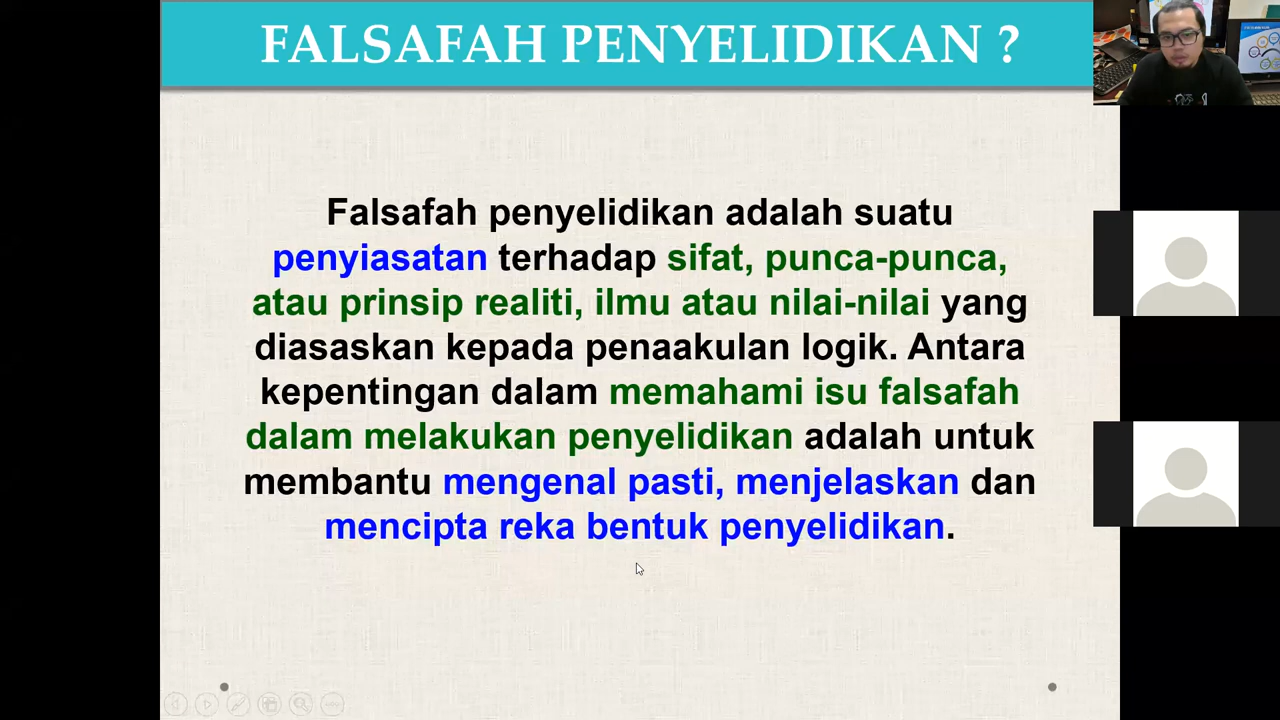 FALSAFAH PENYELIDIKAN ?
Falsafah penyelidikan adalah suatu
penyiasatan terhadap sifat, punca-punca,
atau prinsip realiti, ilmu atau nilai-nilai yang
diasaskan kepada penaakulan logik. Antara
kepentingan dalam memahami isu falsafah
dalam melakukan penyelidikan adalah untuk
membantu mengenal pasti, menjelaskan dan
mencipta reka bentuk penyelidikan.